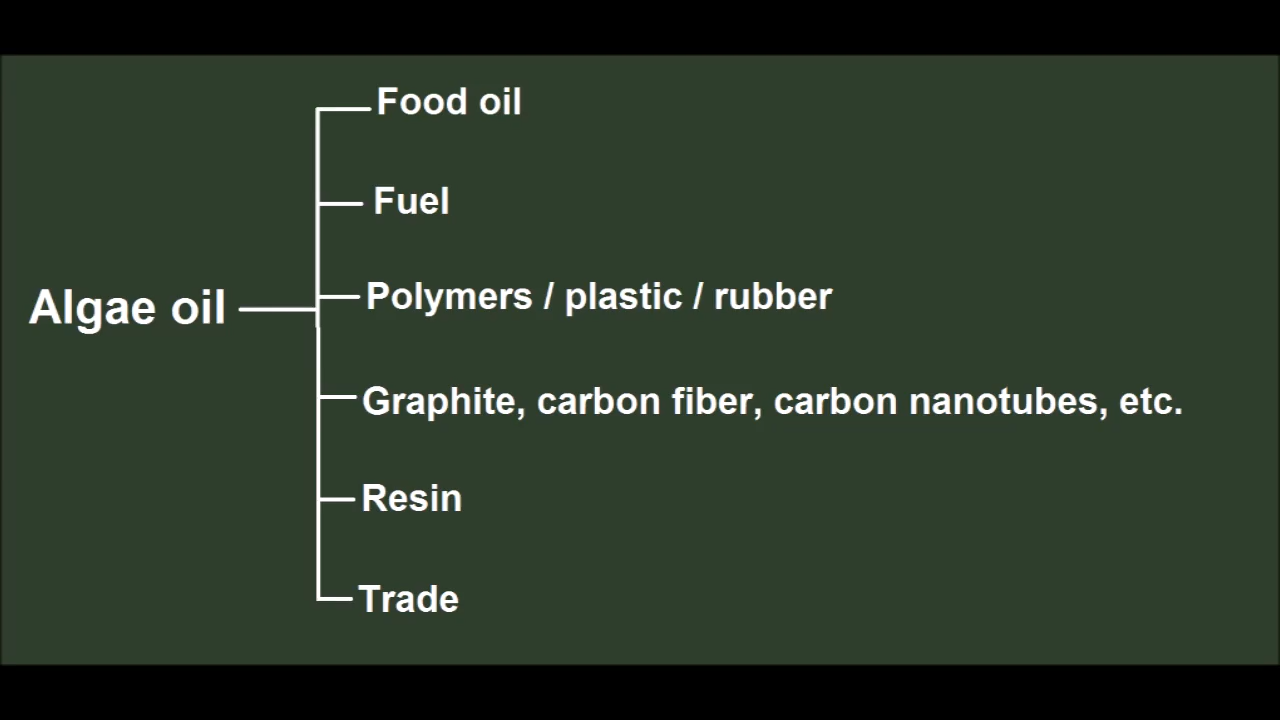 Food oil
Fuel
Algae oil
Polymers / plastic / rubber
Graphite, carbon fiber, carbon nanotubes, etc.
Resin
Trade